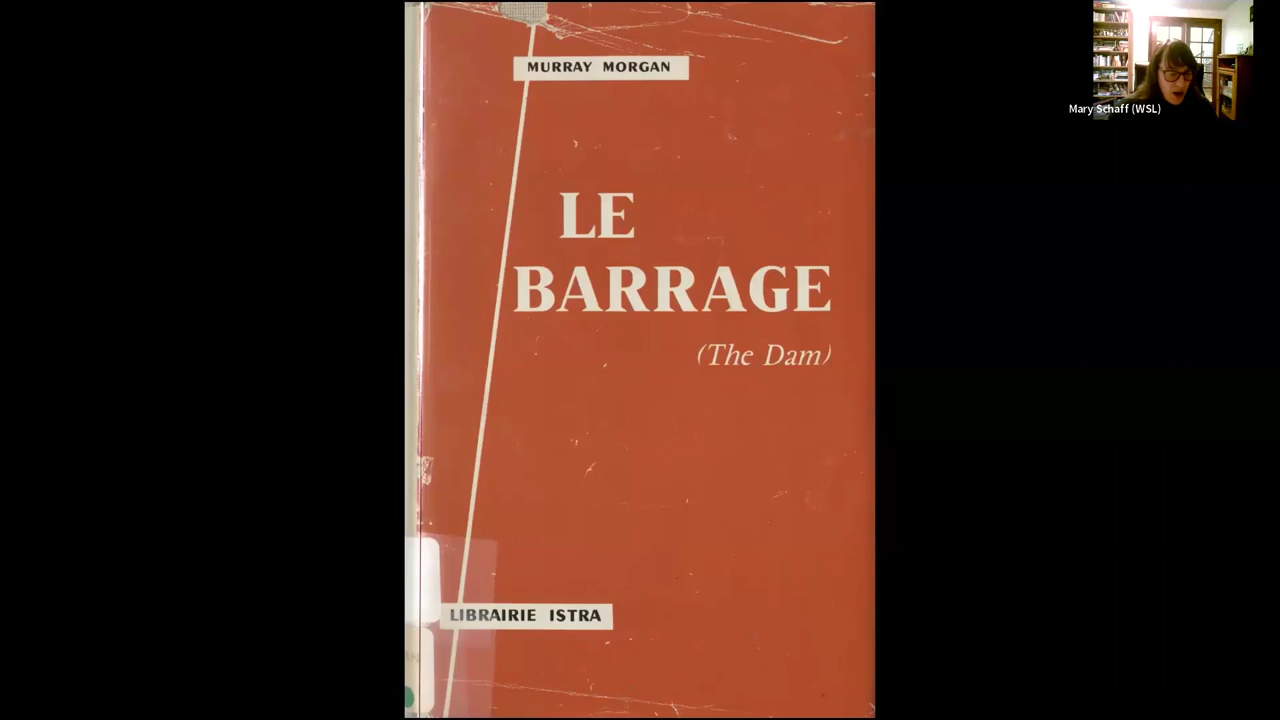 MURRAY MORGAN
LE
BARRAGE
(The Dam)
LIBRAIRIE ISTRA
Mary Schaff (WSL)